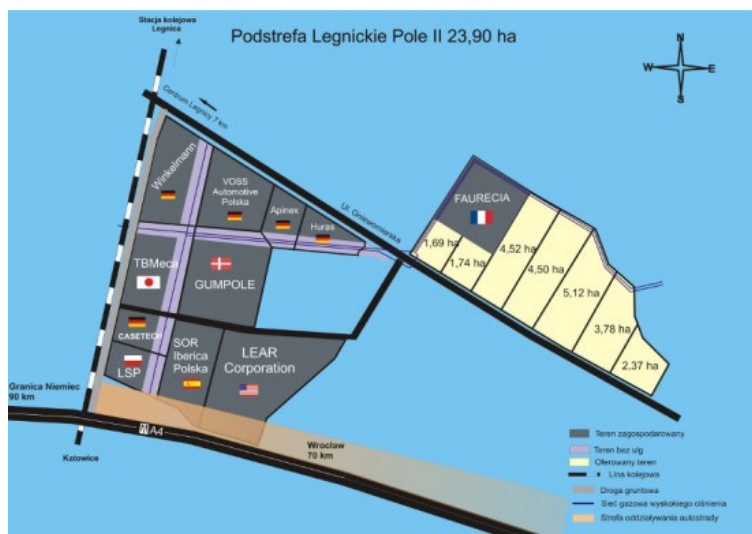 Podstrefa Legnickie Pole II 23,90 ha
Stacja kolejowa
Legnica
Centrum Legnicy 7 km
N
W
E
S
Winkelmann
VOSS
Automotive
Polska
Apinex
Huras
Ul. Gniewomierska
FAURECIA
1,69 ha
1,74 ha
4,52 ha
4,50 ha
5,12 ha
3,78 ha
2,37 ha
TBMeca
GUMPOLE
CASETECH
LSP
SOR
Iberica
Polska
LEAR
Corporation
Granica Niemiec
90 km
A4
Wrocław
70 km
Katowice
Teren zagospodarowany
Teren bez ulg
Oferowany teren
Lina kolejowa
Droga gruntowa
Sieć gazowa wyskokiego ciśnienia
Strefa oddziaływania autostrady